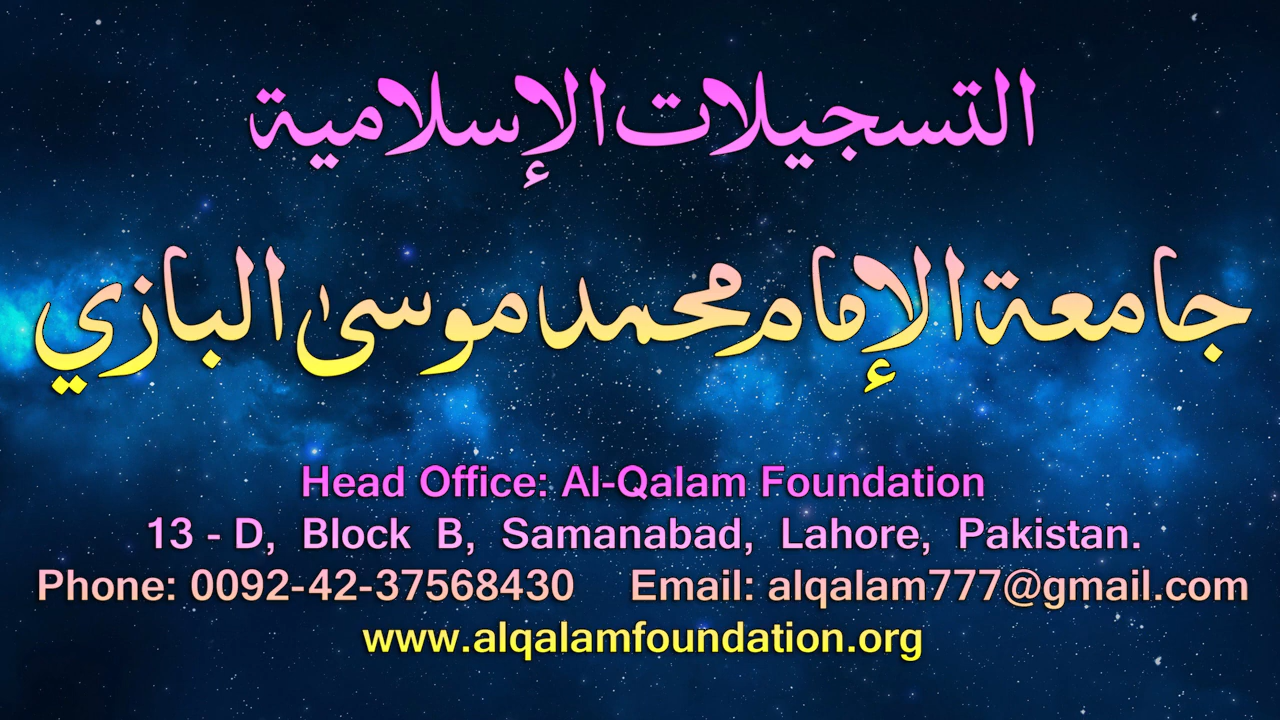 التسجيلات الإسلامية
جامعة الإمام محمد موسىٰ البازي
Head Office: Al-Qalam Foundation
13 - D, Block B, Samanabad, Lahore, Pakistan.
Phone: 0092-42-37568430 Email: alqalam777@gmail.com
www.alqalamfoundation.org